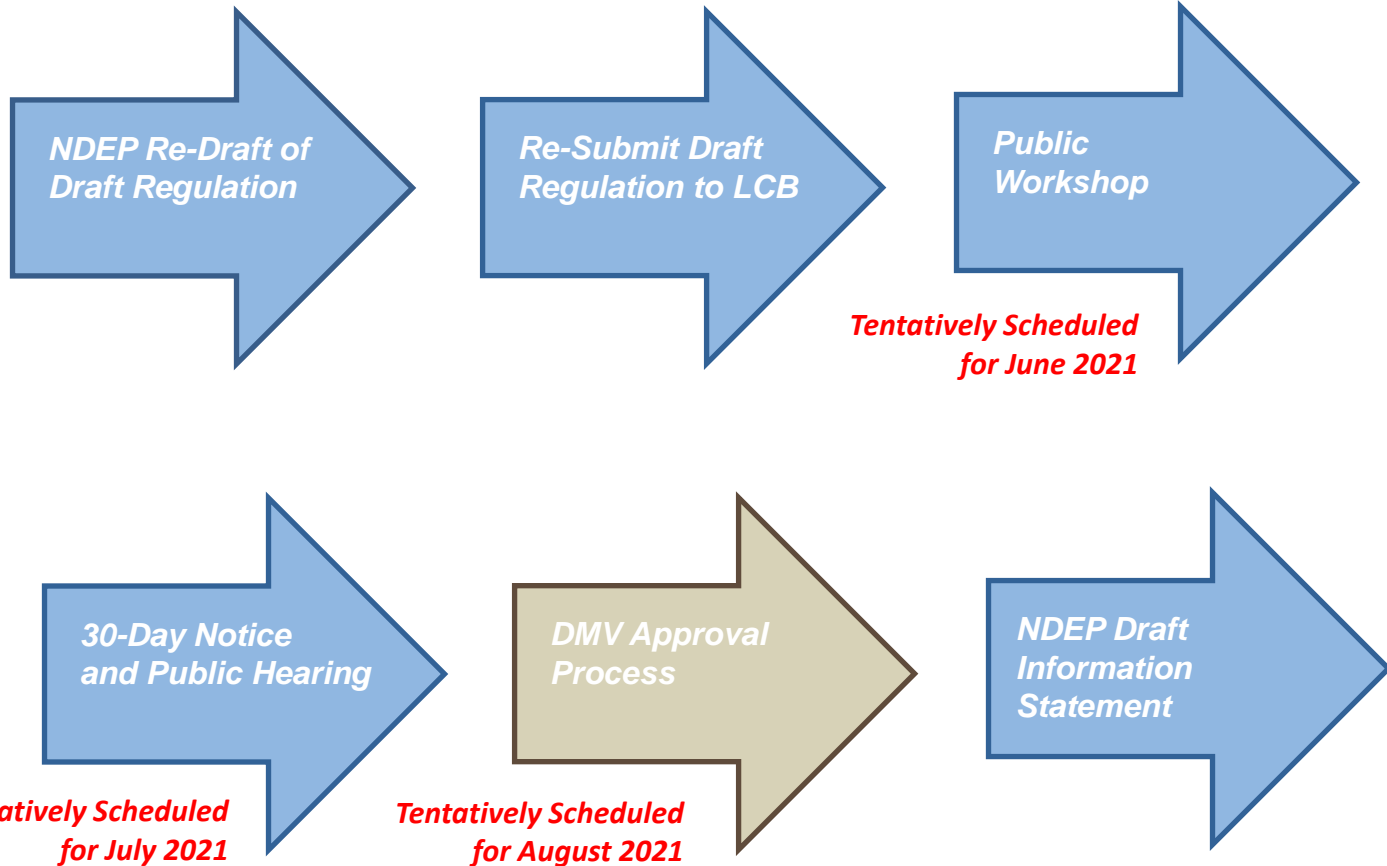 NDEP Re-Draft of
Draft Regulation
Re-Submit Draft
Regulation to LCB
Public
Workshop
Tentatively Scheduled
for June 2021
30-Day Notice
and Public Hearing
DMV Approval
Process
NDEP Draft
Information
Statement
atively Scheduled
for July 2021
Tentatively Scheduled
for August 2021